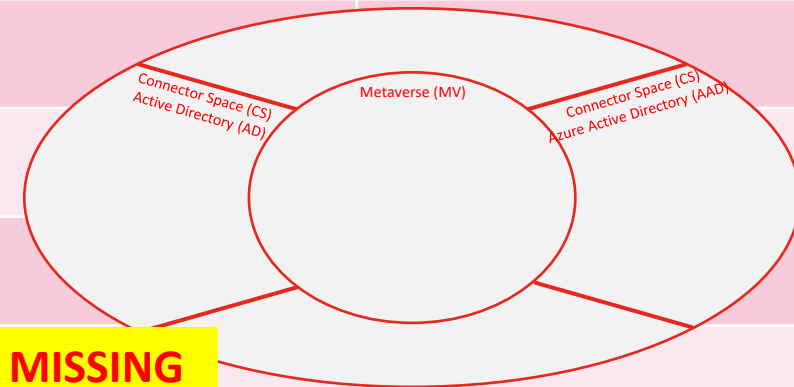 Connector Space (CS)
Active Directory (AD)
Metaverse (MV)
Connector Space (CS)
Azure Active Directory (AAD)
MISSING